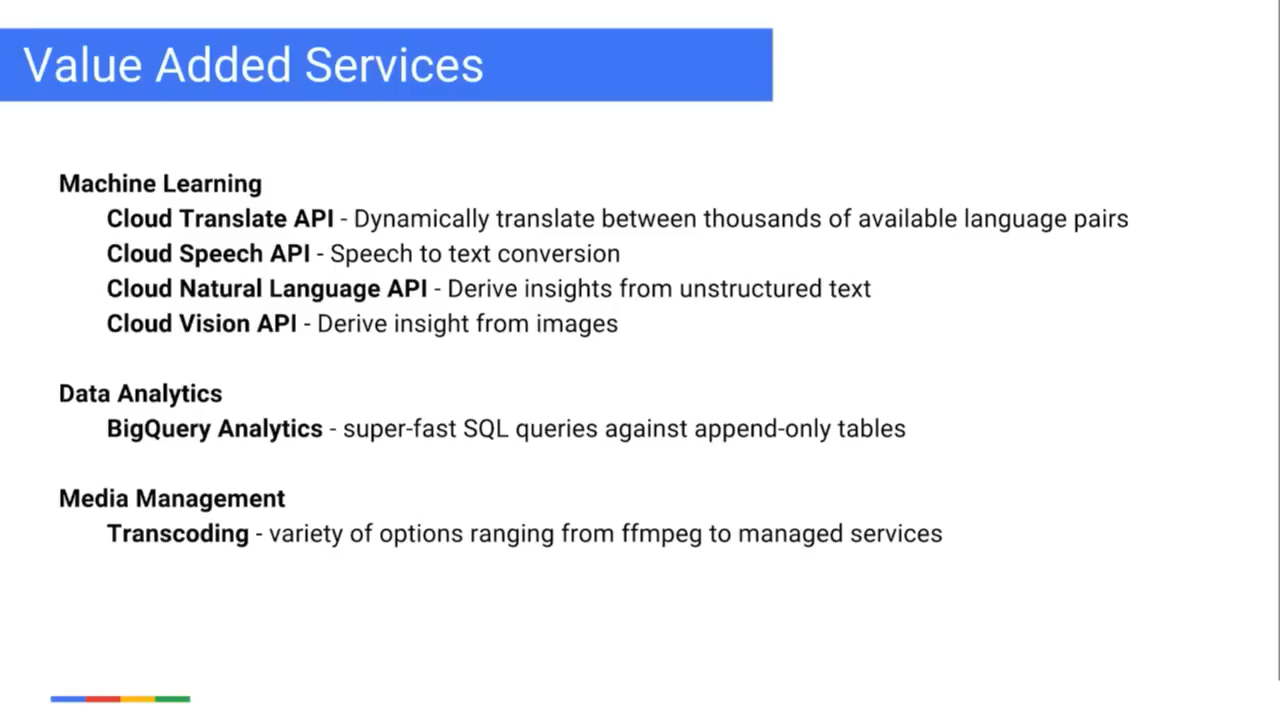 Value Added Services
Machine Learning
Cloud Translate API - Dynamically translate between thousands of available language pairs
Cloud Speech API - Speech to text conversion
Cloud Natural Language API - Derive insights from unstructured text
Cloud Vision API - Derive insight from images
Data Analytics
BigQuery Analytics - super-fast SQL queries against append-only tables
Media Management
Transcoding - variety of options ranging from ffmpeg to managed services